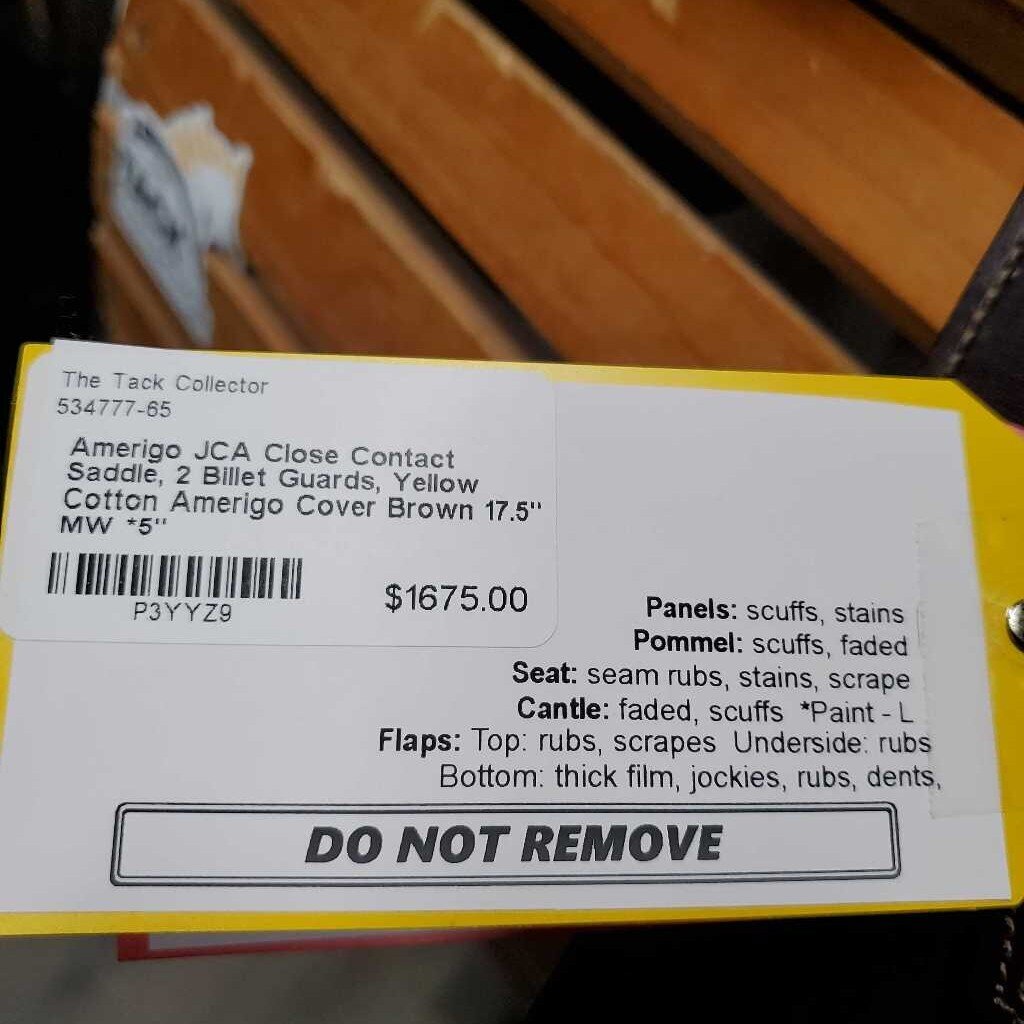 The Tack Collector
534777-65
Amerigo JCA Close Contact
Saddle, 2 Billet Guards, Yellow
Cotton Amerigo Cover Brown 17.5"
MW *5"
P3YYZ9
$1675.00
Panels: scuffs, stains
Pommel: scuffs, faded
Seat: seam rubs, stains, scrape
Cantle: faded, scuffs *Paint - L
Flaps: Top: rubs, scrapes Underside: rubs
Bottom: thick film, jockies, rubs, dents,
DO NOT REMOVE